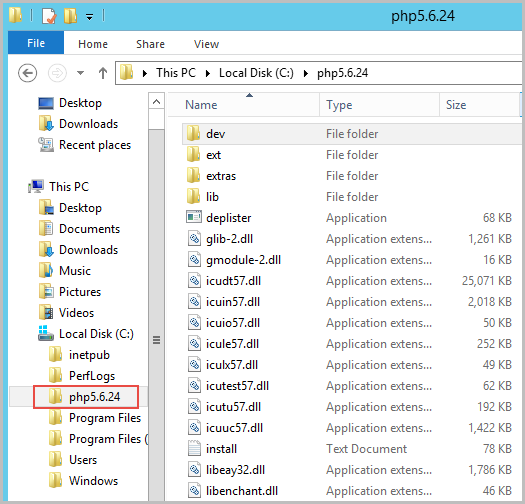 php5.6.24
File Home Share View
This PC Local Disk (C:) php5.6.24
Desktop
Downloads
Recent places
This PC
Desktop
Documents
Downloads
Music
Pictures
Videos
Local Disk (C:)
inetpub
PerfLogs
php5.6.24
Program Files
Program Files (
Users
Windows
Name Type Size
dev File folder
ext File folder
extras File folder
lib File folder
deplister Application 68 KB
glib-2.dll Application extens... 1,261 KB
gmodule-2.dll Application extens... 16 KB
icudt57.dll Application extens... 25,071 KB
icuin57.dll Application extens... 2,018 KB
icuio57.dll Application extens... 50 KB
icule57.dll Application extens... 252 KB
iculx57.dll Application extens... 49 KB
icutest57.dll Application extens... 62 KB
icutu57.dll Application extens... 192 KB
icuuc57.dll Application extens... 1,422 KB
install Text Document 78 KB
libeay32.dll Application extens... 1,786 KB
libenchant.dll Application extens... 46 KB